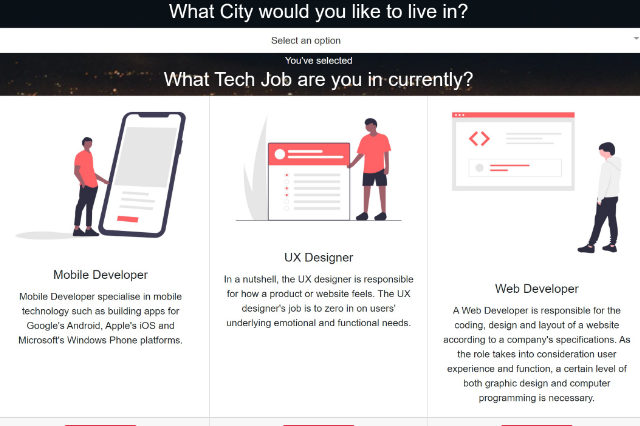 What City would you like to live in?
Select an option
You've selected
What Tech Job are you in currently?
Mobile Developer
Mobile Developer specialise in mobile
technology such as building apps for
Google's Android, Apple's iOS and
Microsoft's Windows Phone platforms.
UX Designer
In a nutshell, the UX designer is responsible
for how a product or website feels. The UX
designer's job is to zero in on users'
underlying emotional and functional needs.
Web Developer
A Web Developer is responsible for the
coding, design and layout of a website
according to a company's specifications. As
the role takes into consideration user
experience and function, a certain level of
both graphic design and computer
programming is necessary.